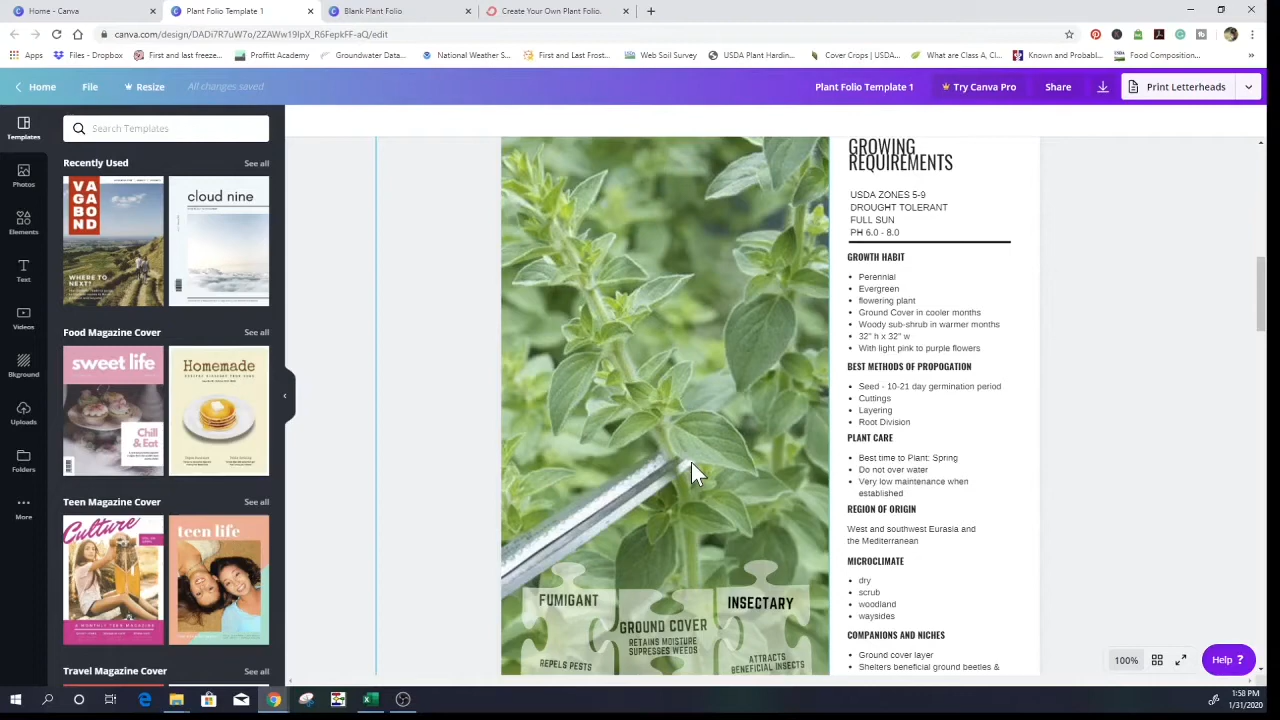 Home - Canva
Plant Folio Template 1
Blank Plant Folio
Create Your Own Plant Folio.
canva.com/design/DADi7R7uW7o/2ZAWw19IpX_R6FepkFF-aQ/edit
Apps
Files - Dropbox
First and last freeze...
Proffit Academy
Groundwater Data...
National Weather S...
First and Last Frost...
Web Soil Survey
USDA Plant Hardin...
Cover Crops | USDA...
What are Class A, Cl...
Known and Probabl...
Food Composition...
Home
File
Resize
All changes saved
Plant Folio Template 1
Try Canva Pro
Share
Print Letterheads
Templates
Photos
Elements
Text
Videos
Bkground
Uploads
Folders
More
Search Templates
Recently Used
See all
VAGABOND
WHERE TO NEXT?
cloud nine
Food Magazine Cover
See all
sweet life
Chill & Eat
Homemade
Teen Magazine Cover
See all
Culture
A MONTHLY TEEN MAGAZINE
teen life
Travel Magazine Cover
See all
FUMIGANT
REPELS PESTS
GROUND COVER
RETAINS MOISTURE
SUPRESSES WEEDS
INSECTARY
ATTRACTS
BENEFICIAL INSECTS
GROWING
REQUIREMENTS
USDA ZONES 5-9
DROUGHT TOLERANT
FULL SUN
PH 6.0 - 8.0
GROWTH HABIT
• Perennial
• Evergreen
• flowering plant
• Ground Cover in cooler months
• Woody sub-shrub in warmer months
• 32" h x 32" w
• With light pink to purple flowers
BEST METHODS OF PROPOGATION
• Seed - 10-21 day germination period
• Cuttings
• Layering
• Root Division
PLANT CARE
• Best time to Plant: Spring
• Do not over water
• Very low maintenance when
established
REGION OF ORIGIN
West and southwest Eurasia and
the Mediterranean
MICROCLIMATE
• dry
• scrub
• woodland
• waysides
COMPANIONS AND NICHES
• Ground cover layer
• Shelters beneficial ground beetles &
100%
Help ?
1:58 PM
1/31/2020